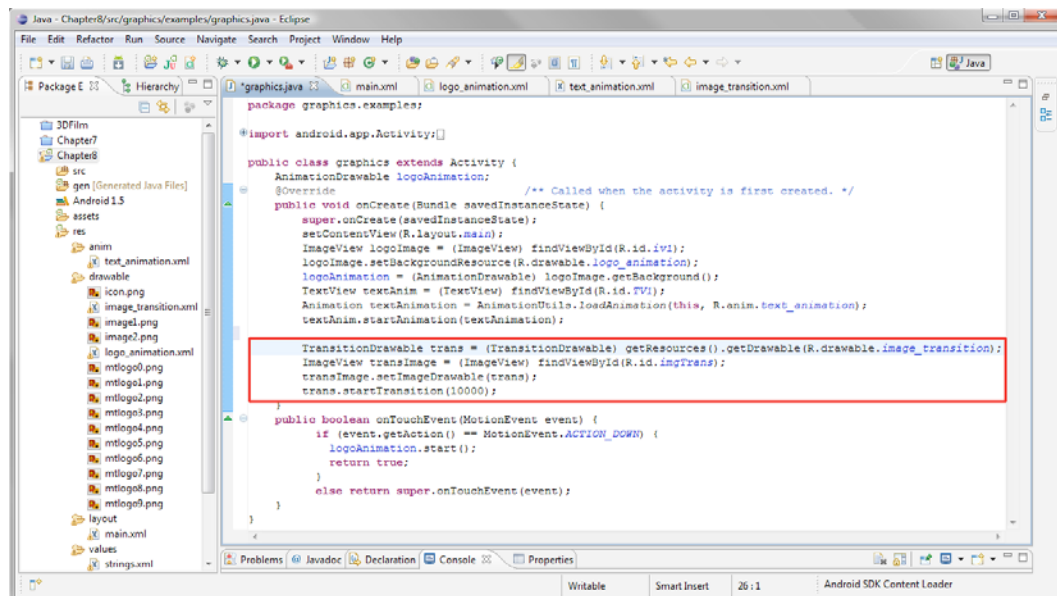 Java - Chapter8/src/graphics/examples/graphics.java - Eclipse
File Edit Refactor Run Source Navigate Search Project Window Help
Java
Package E Hierarchy
*graphics.java main.xml logo_animation.xml text_animation.xml image_transition.xml
3DFilm
Chapter7
Chapter8
src
gen [Generated Java Files]
Android 1.5
assets
res
anim
text_animation.xml
drawable
icon.png
image_transition.xml
image1.png
image2.png
logo_animation.xml
mtlogo0.png
mtlogo1.png
mtlogo2.png
mtlogo3.png
mtlogo4.png
mtlogo5.png
mtlogo6.png
mtlogo7.png
mtlogo8.png
mtlogo9.png
layout
main.xml
values
strings.xml
package graphics.examples;
import android.app.Activity;
public class graphics extends Activity {
AnimationDrawable logoAnimation;
@Override /** Called when the activity is first created. */
public void onCreate(Bundle savedInstanceState) {
super.onCreate(savedInstanceState);
setContentView(R.layout.main);
ImageView logoImage = (ImageView) findViewById(R.id.iv1);
logoImage.setBackgroundResource(R.drawable.logo_animation);
logoAnimation = (AnimationDrawable) logoImage.getBackground();
TextView textAnim = (TextView) findViewById(R.id.TV1);
Animation textAnimation = AnimationUtils.loadAnimation(this, R.anim.text_animation);
textAnim.startAnimation(textAnimation);
TransitionDrawable trans = (TransitionDrawable) getResources().getDrawable(R.drawable.image_transition);
ImageView transImage = (ImageView) findViewById(R.id.imgTrans);
transImage.setImageDrawable(trans);
trans.startTransition(10000);
}
public boolean onTouchEvent(MotionEvent event) {
if (event.getAction() == MotionEvent.ACTION_DOWN) {
logoAnimation.start();
return true;
}
else return super.onTouchEvent(event);
}
}
Problems @ Javadoc Declaration Console Properties
Writable Smart Insert 26 : 1 Android SDK Content Loader